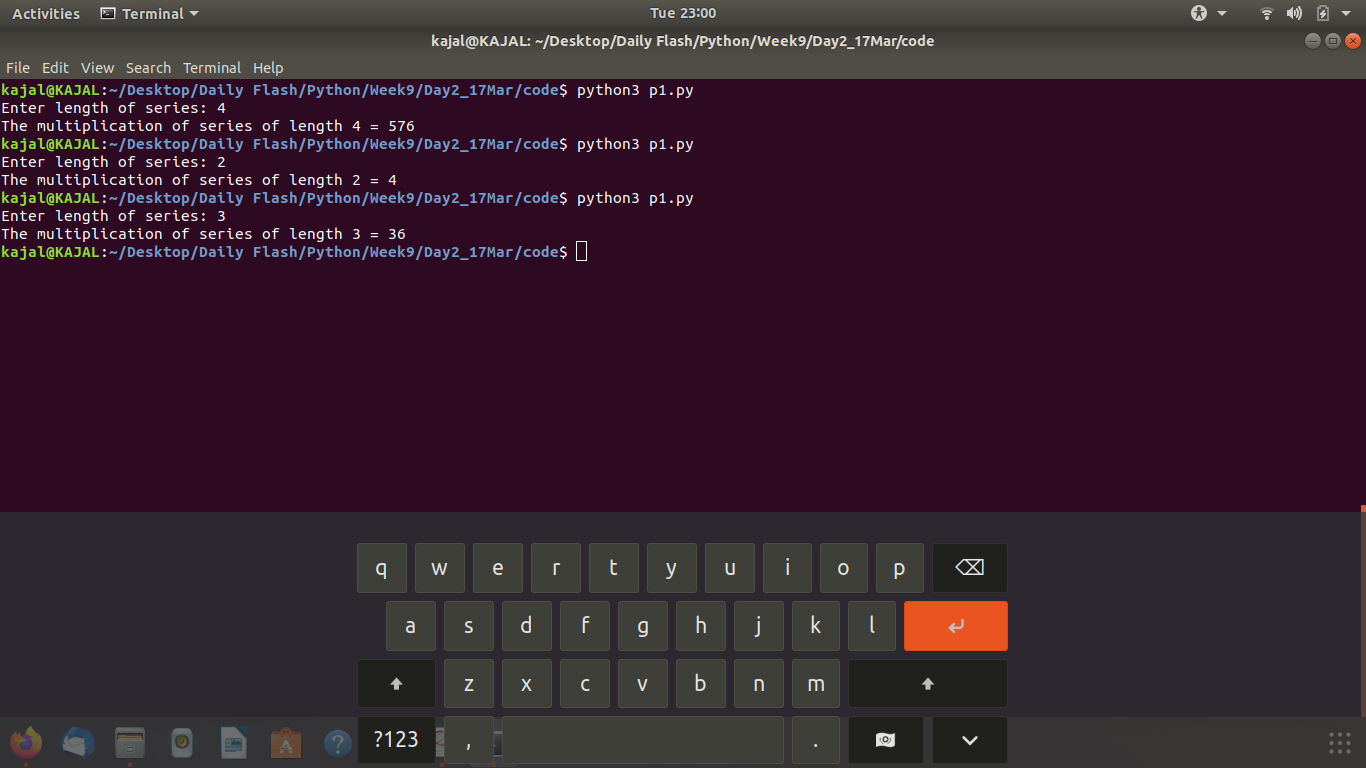 Activities Terminal Tue 23:00
kajal@KAJAL: ~/Desktop/Daily Flash/Python/Week9/Day2_17Mar/code
File Edit View Search Terminal Help
kajal@KAJAL:~/Desktop/Daily Flash/Python/Week9/Day2_17Mar/code$ python3 p1.py
Enter length of series: 4
The multiplication of series of length 4 = 576
kajal@KAJAL:~/Desktop/Daily Flash/Python/Week9/Day2_17Mar/code$ python3 p1.py
Enter length of series: 2
The multiplication of series of length 2 = 4
kajal@KAJAL:~/Desktop/Daily Flash/Python/Week9/Day2_17Mar/code$ python3 p1.py
Enter length of series: 3
The multiplication of series of length 3 = 36
kajal@KAJAL:~/Desktop/Daily Flash/Python/Week9/Day2_17Mar/code$
q w e r t y u i o p
a s d f g h j k l
z x c v b n m
?123 , .